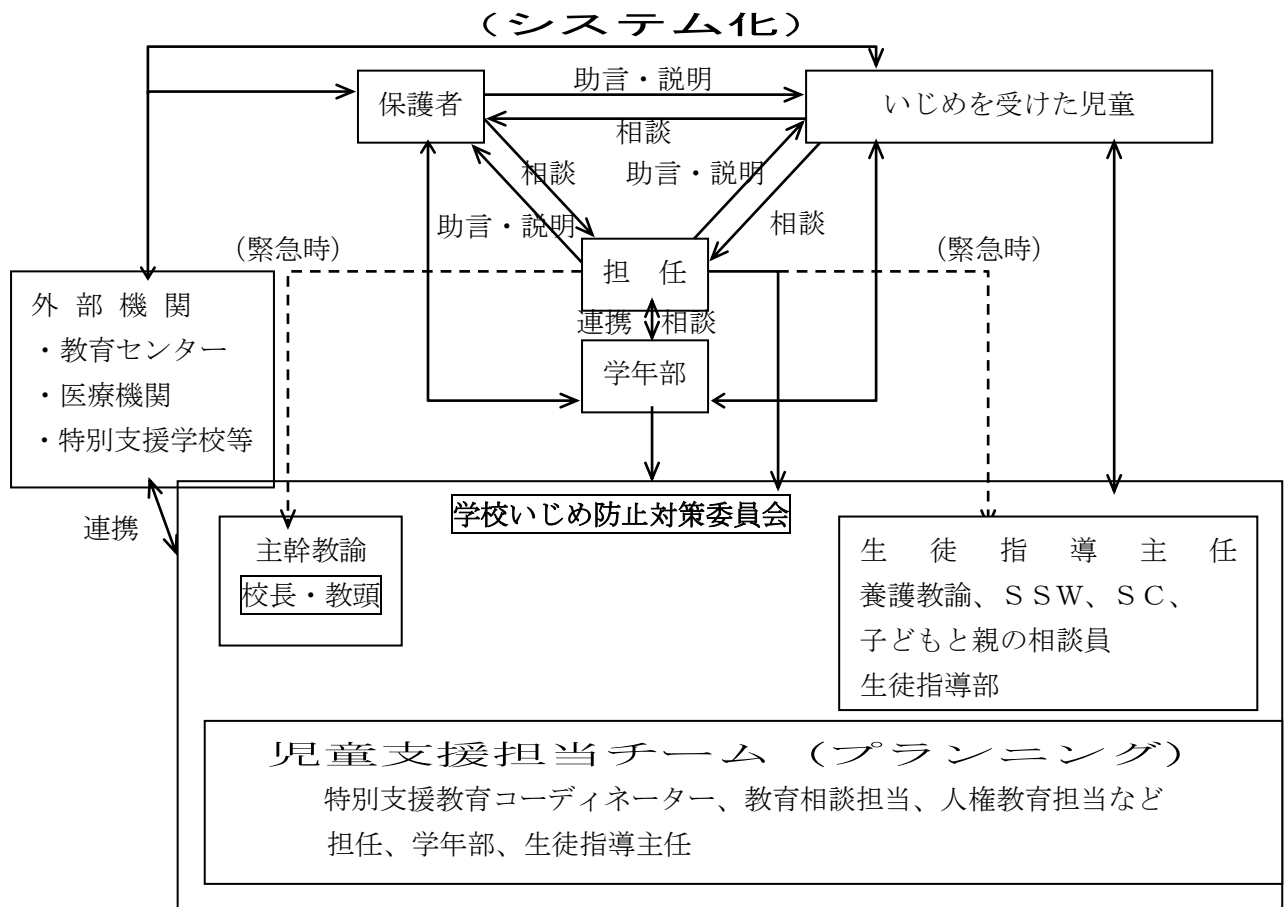 （システム化）
助言・説明
保護者
いじめを受けた児童
相談
相談
助言・説明
助言・説明
相談
（緊急時）
（緊急時）
担　任
外 部 機 関
連携
相談
・教育センター
学年部
・医療機関
・特別支援学校等
学校いじめ防止対策委員会
連携
主幹教諭
校長・教頭
生 徒 指 導 主 任
養護教諭、ＳＳＷ、ＳＣ、
子どもと親の相談員
生徒指導部
児童支援担当チーム（プランニング）
特別支援教育コーディネーター、教育相談担当、人権教育担当など
担任、学年部、生徒指導主任